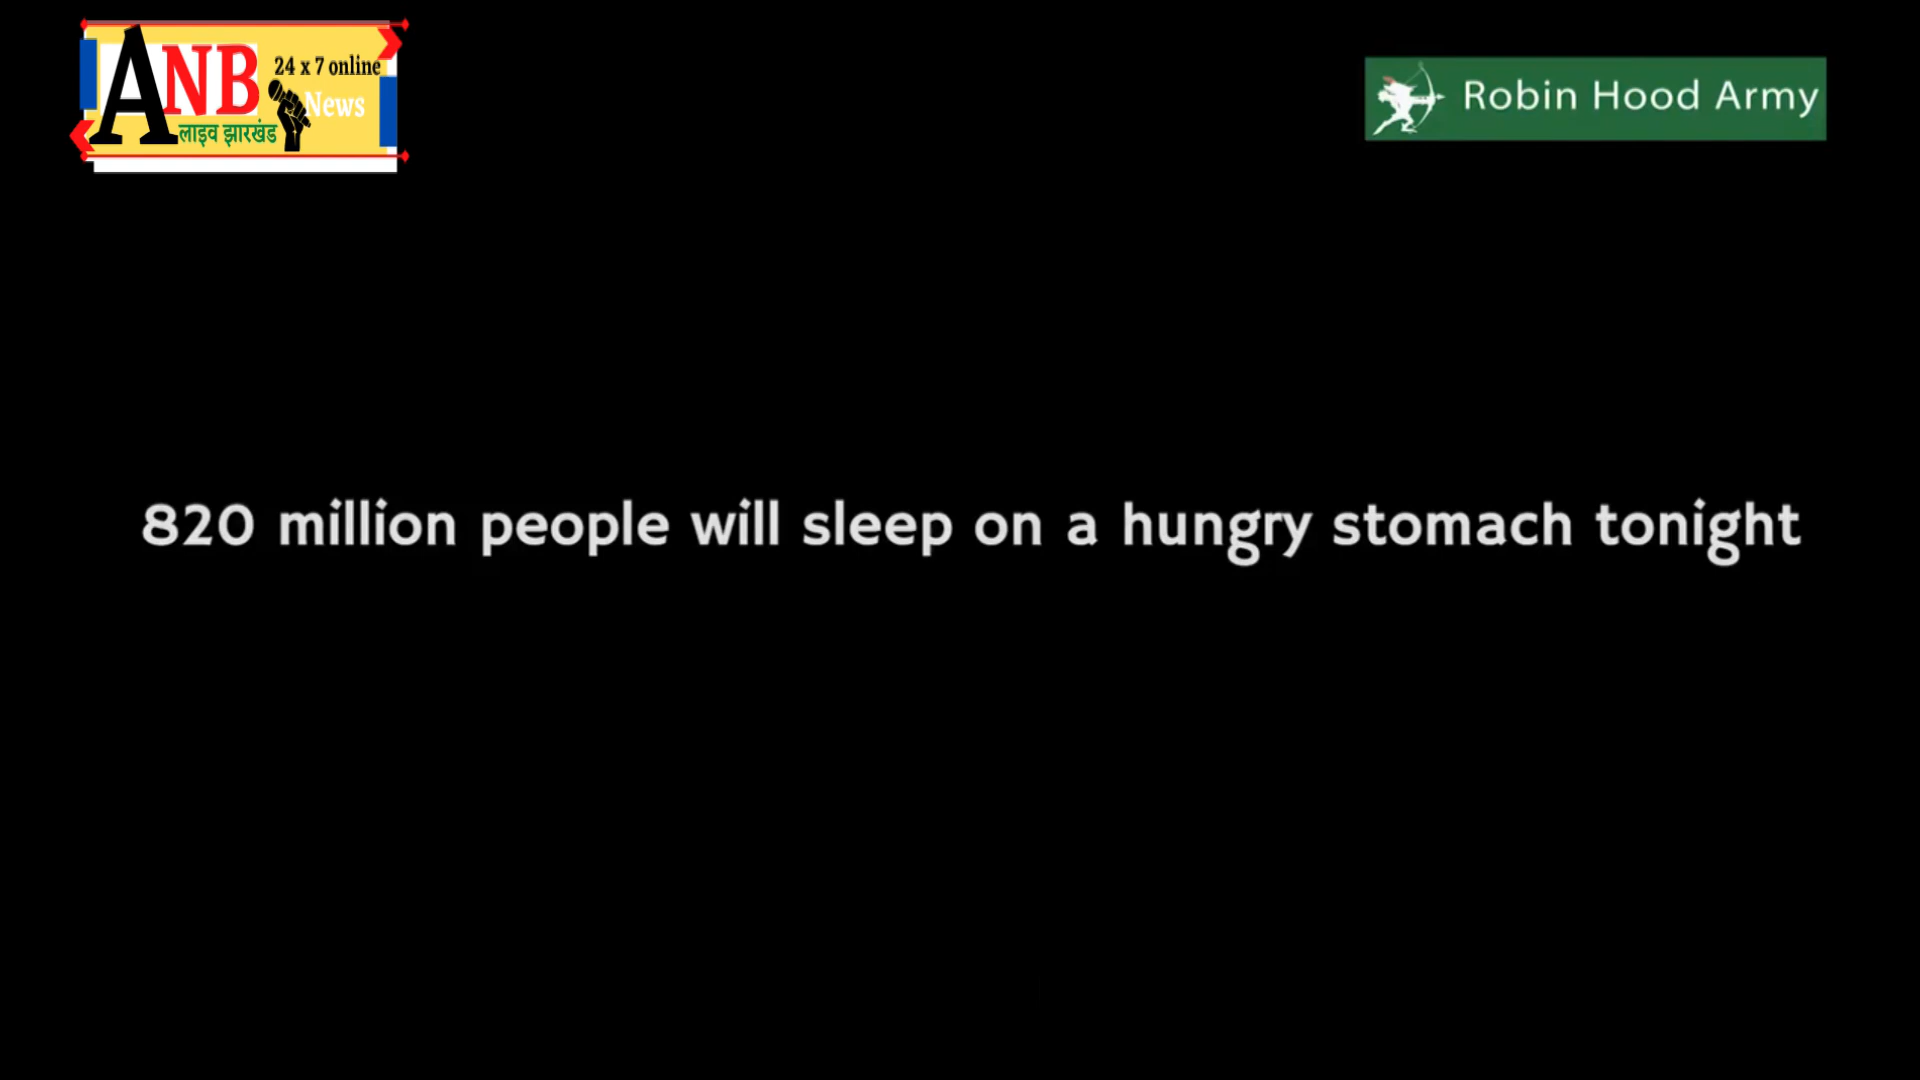 ANB
24 x 7 online
News
लाइव झारखंड
Robin Hood Army
820 million people will sleep on a hungry stomach tonight